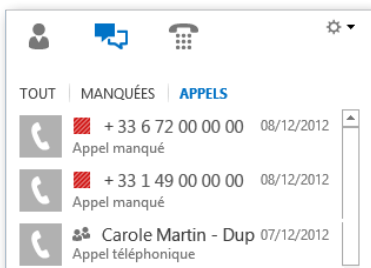 TOUT MANQUÉES APPELS
+ 33 6 72 00 00 00 08/12/2012
Appel manqué
+ 33 1 49 00 00 00 08/12/2012
Appel manqué
Carole Martin - Dup 07/12/2012
Appel téléphonique